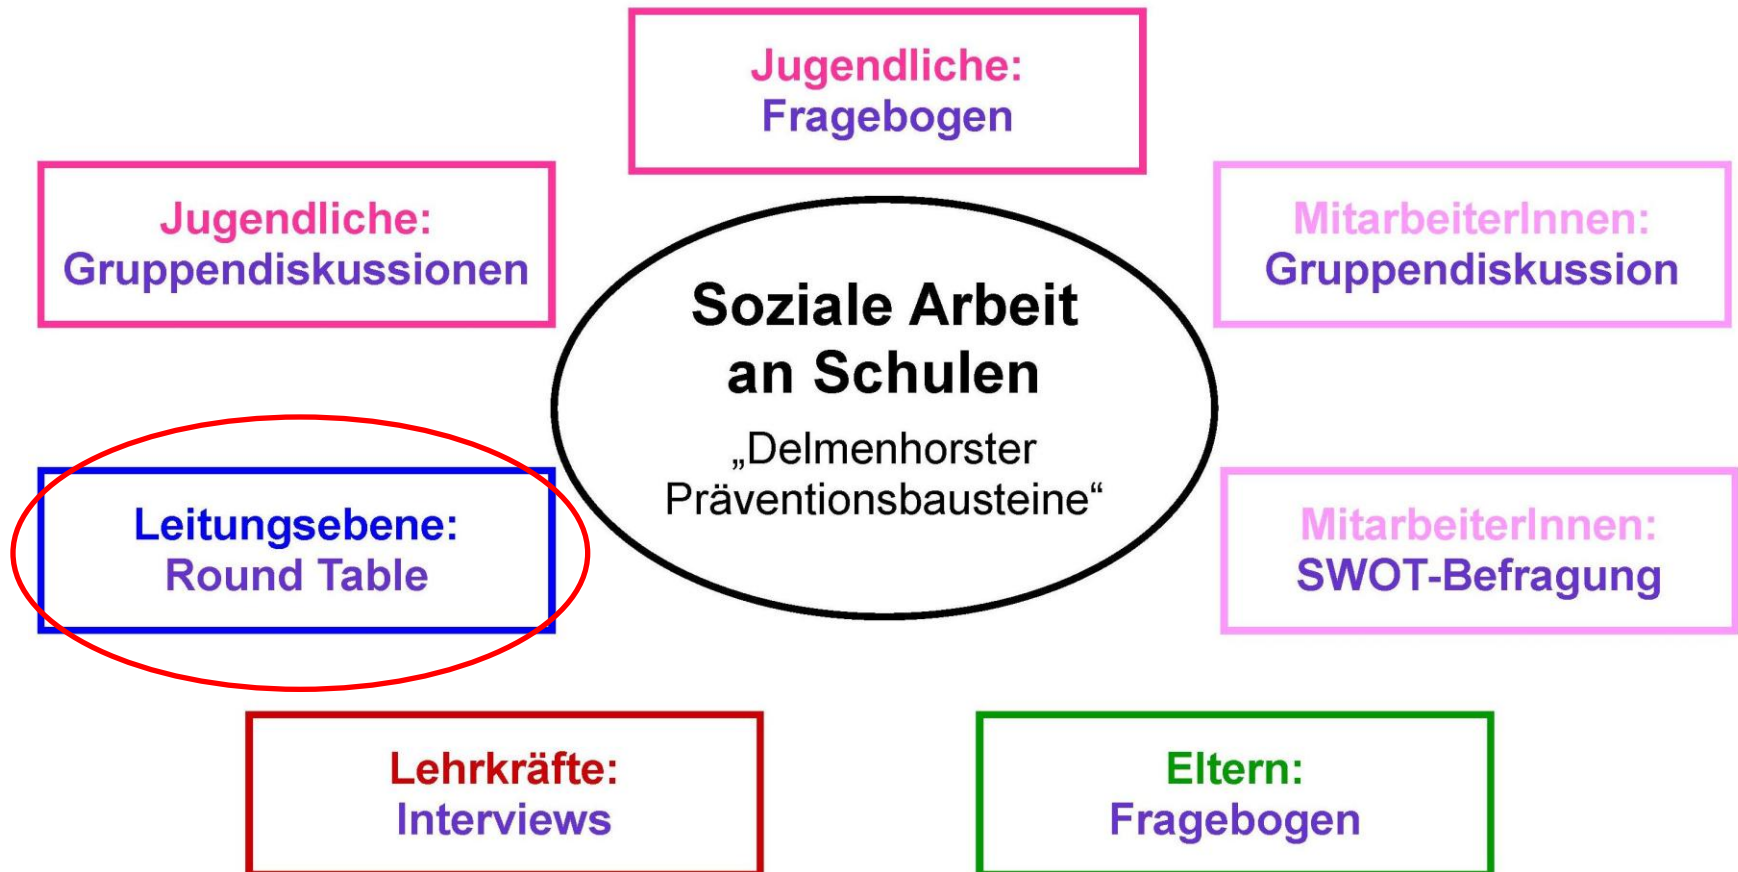 Jugendliche:
Fragebogen
Jugendliche:
Gruppendiskussionen
MitarbeiterInnen:
Gruppendiskussion
Soziale Arbeit
an Schulen
„Delmenhorster
Präventionsbausteine“
Leitungsebene:
Round Table
MitarbeiterInnen:
SWOT-Befragung
Lehrkräfte:
Interviews
Eltern:
Fragebogen